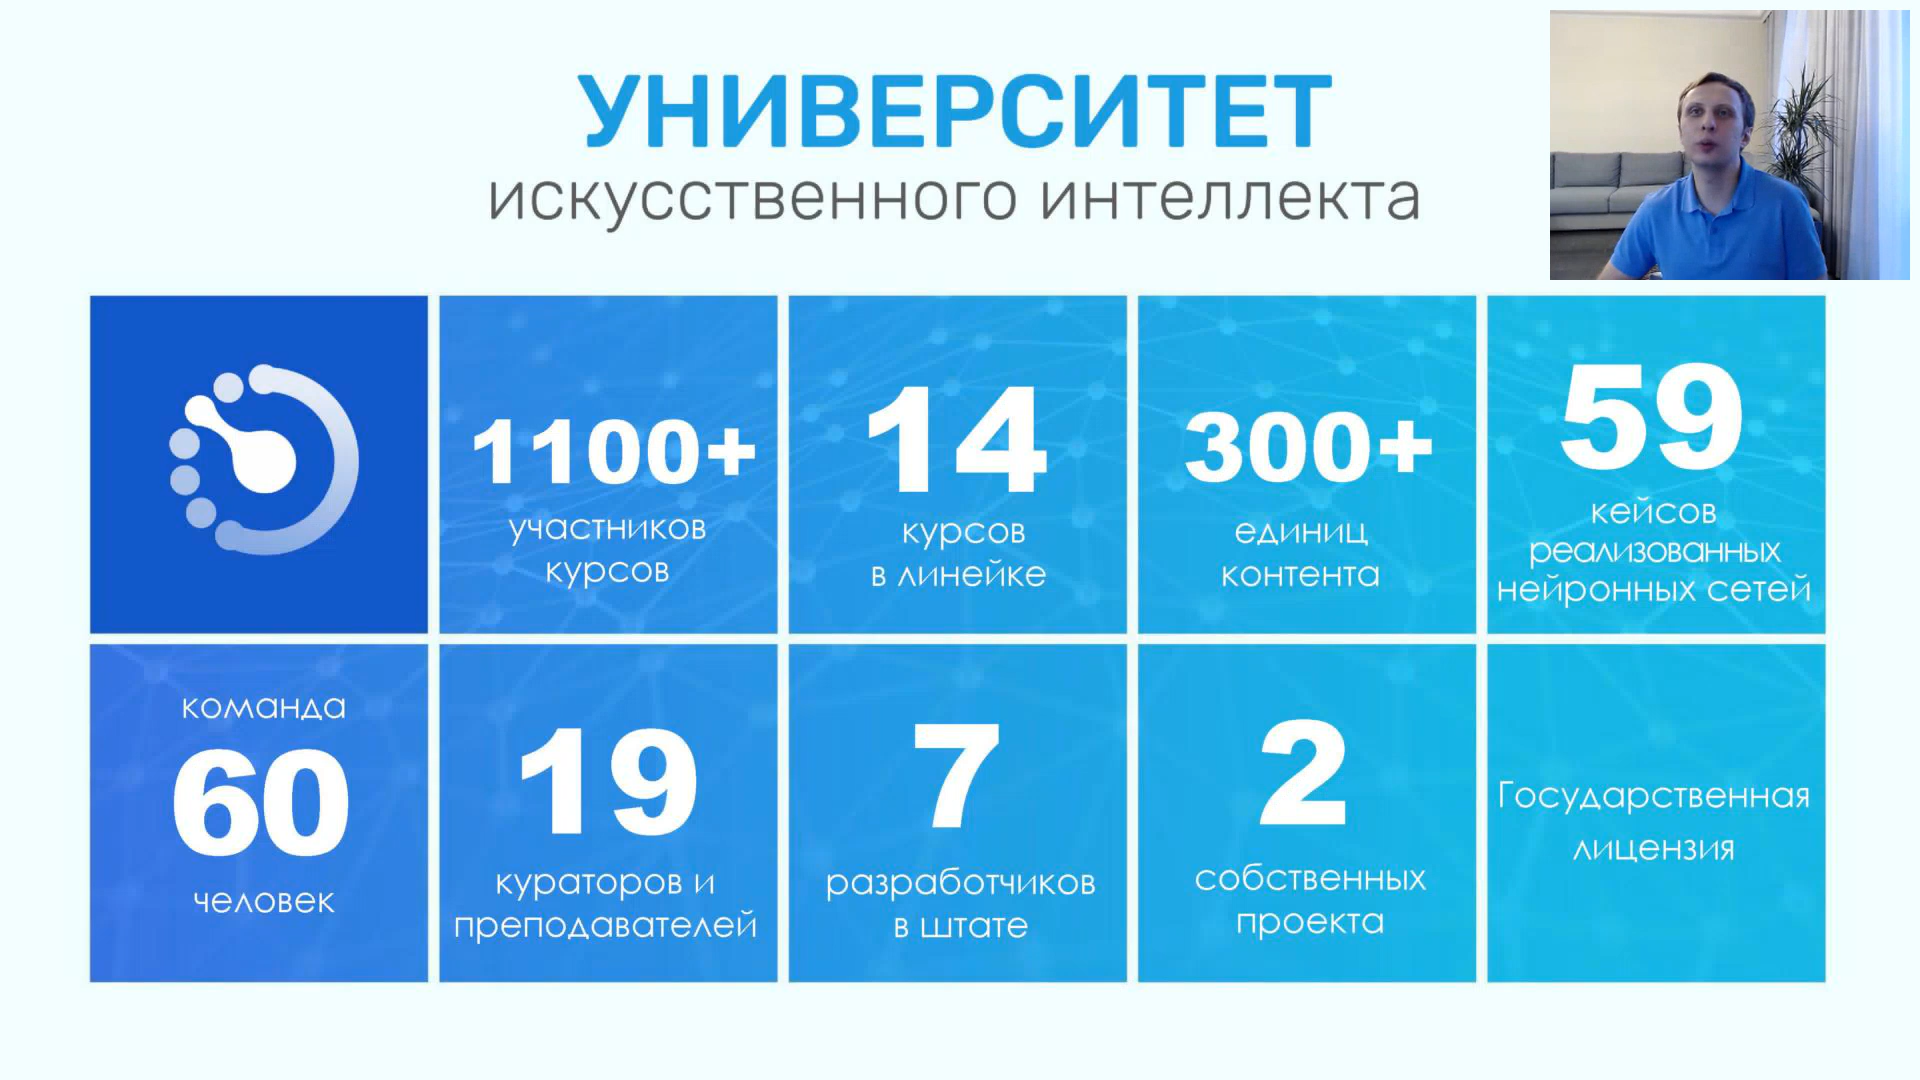 УНИВЕРСИТЕТ
искусственного интеллекта
1100+
участников
курсов
14
курсов
в линейке
300+
единиц
контента
59
кейсов
реализованных
нейронных сетей
команда
60
человек
19
кураторов и
преподавателей
7
разработчиков
в штате
2
собственных
проекта
Государственная
лицензия